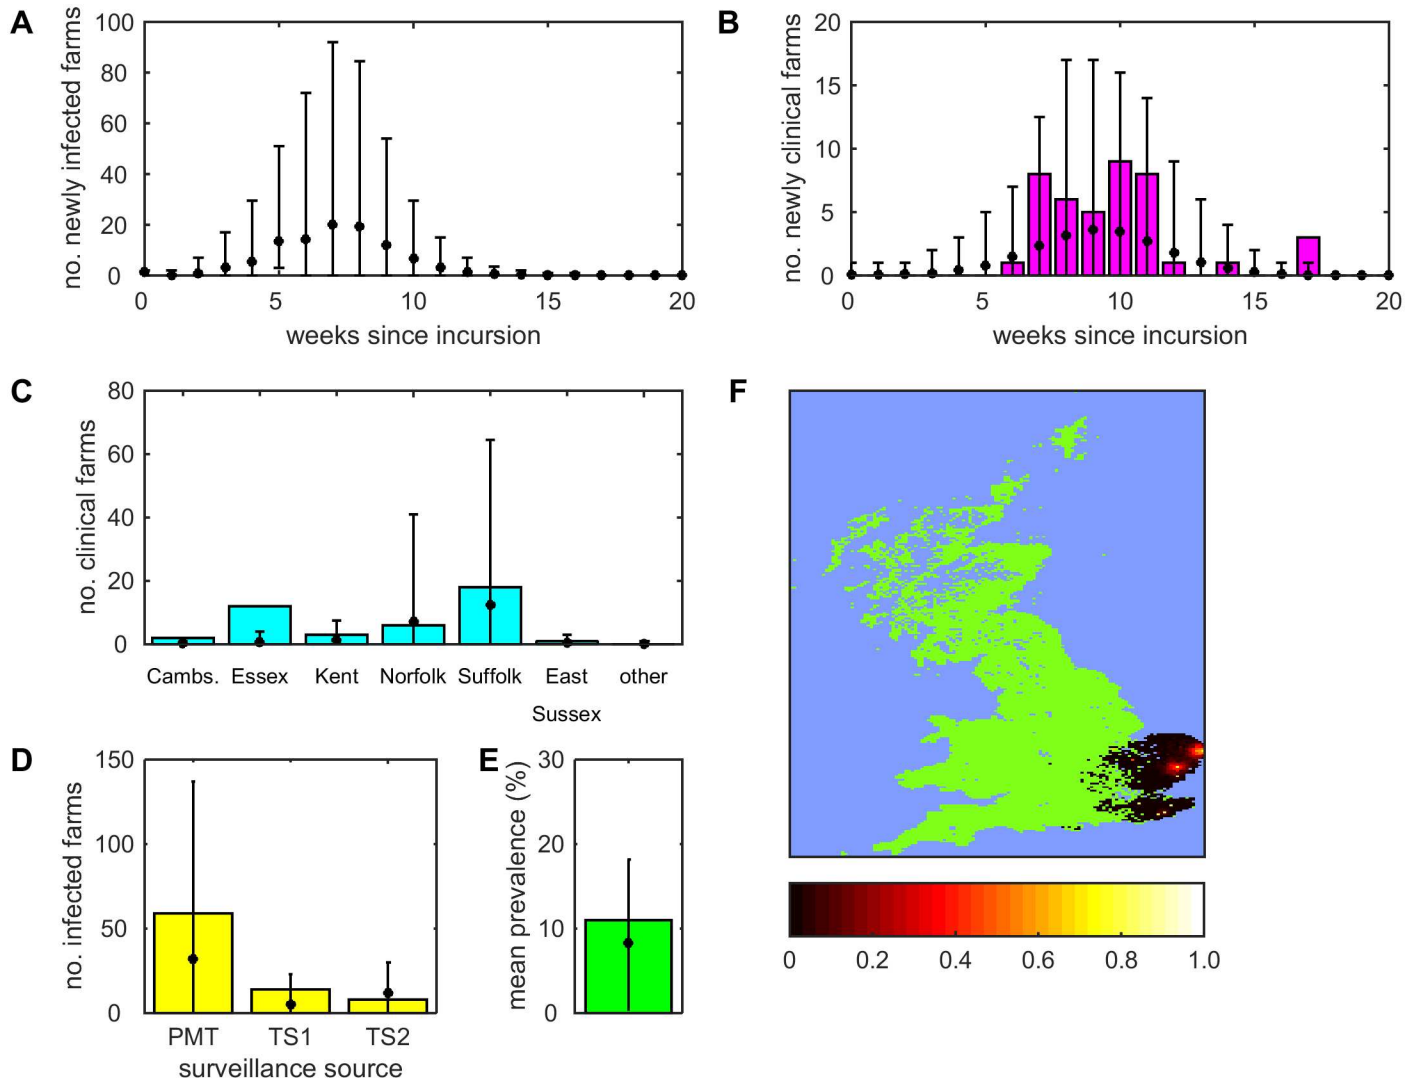 A
no. newly infected farms
100
80
60
40
20
0
0 5 10 15 20
weeks since incursion
B
no. newly clinical farms
20
15
10
5
0
0 5 10 15 20
weeks since incursion
C
no. clinical farms
80
60
40
20
0
Cambs. Essex Kent Norfolk Suffolk East other
Sussex
D
no. infected farms
150
100
50
0
PMT TS1 TS2
surveillance source
E
mean prevalence (%)
30
20
10
0
F
0 0.2 0.4 0.6 0.8 1.0